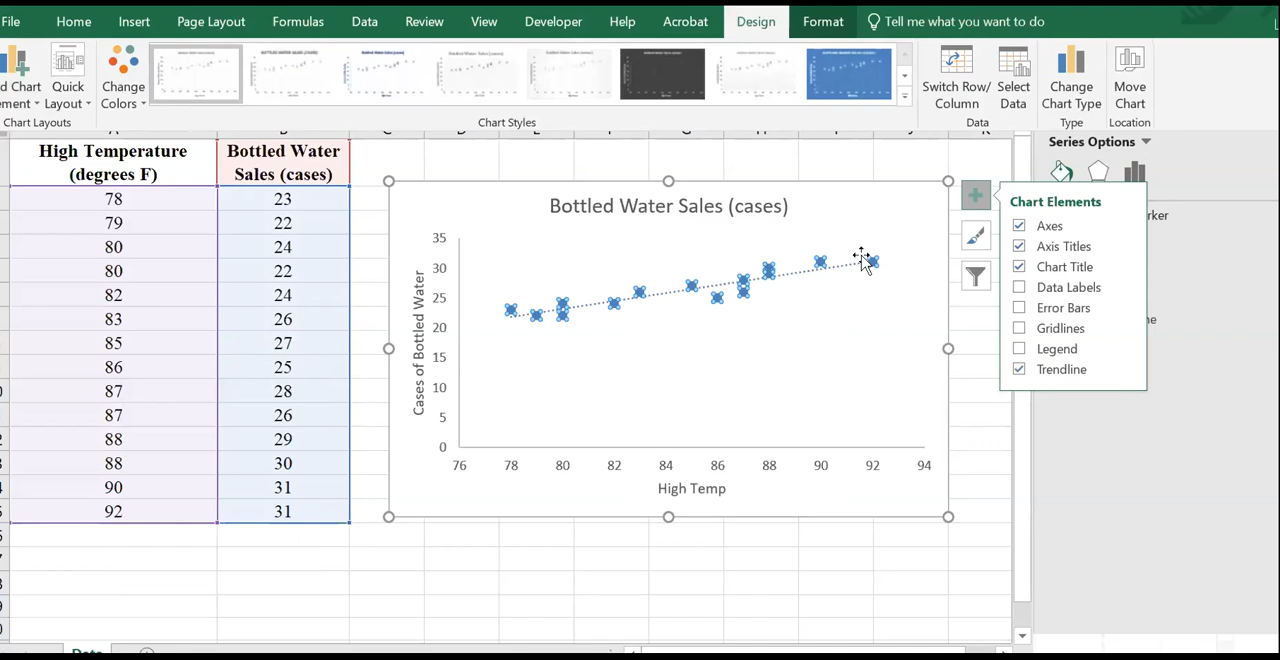 File Home Insert Page Layout Formulas Data Review View Developer Help Acrobat Design Format Tell me what you want to do
d Chart Quick Change Switch Row/ Select Change Move
ement Layout Colors Column Data Chart Type Chart
Chart Layouts Chart Styles Data Type Location
Series Options
High Temperature Bottled Water
(degrees F) Sales (cases)
78 23
79 22
80 24
80 22
82 24
83 26
85 27
86 25
87 28
87 26
88 29
88 30
90 31
92 31
Bottled Water Sales (cases)
35
30
25
20
15
10
5
0
Cases of Bottled Water
76 78 80 82 84 86 88 90 92 94
High Temp
Chart Elements
Axes
Axis Titles
Chart Title
Data Labels
Error Bars
Gridlines
Legend
Trendline
rker
ne